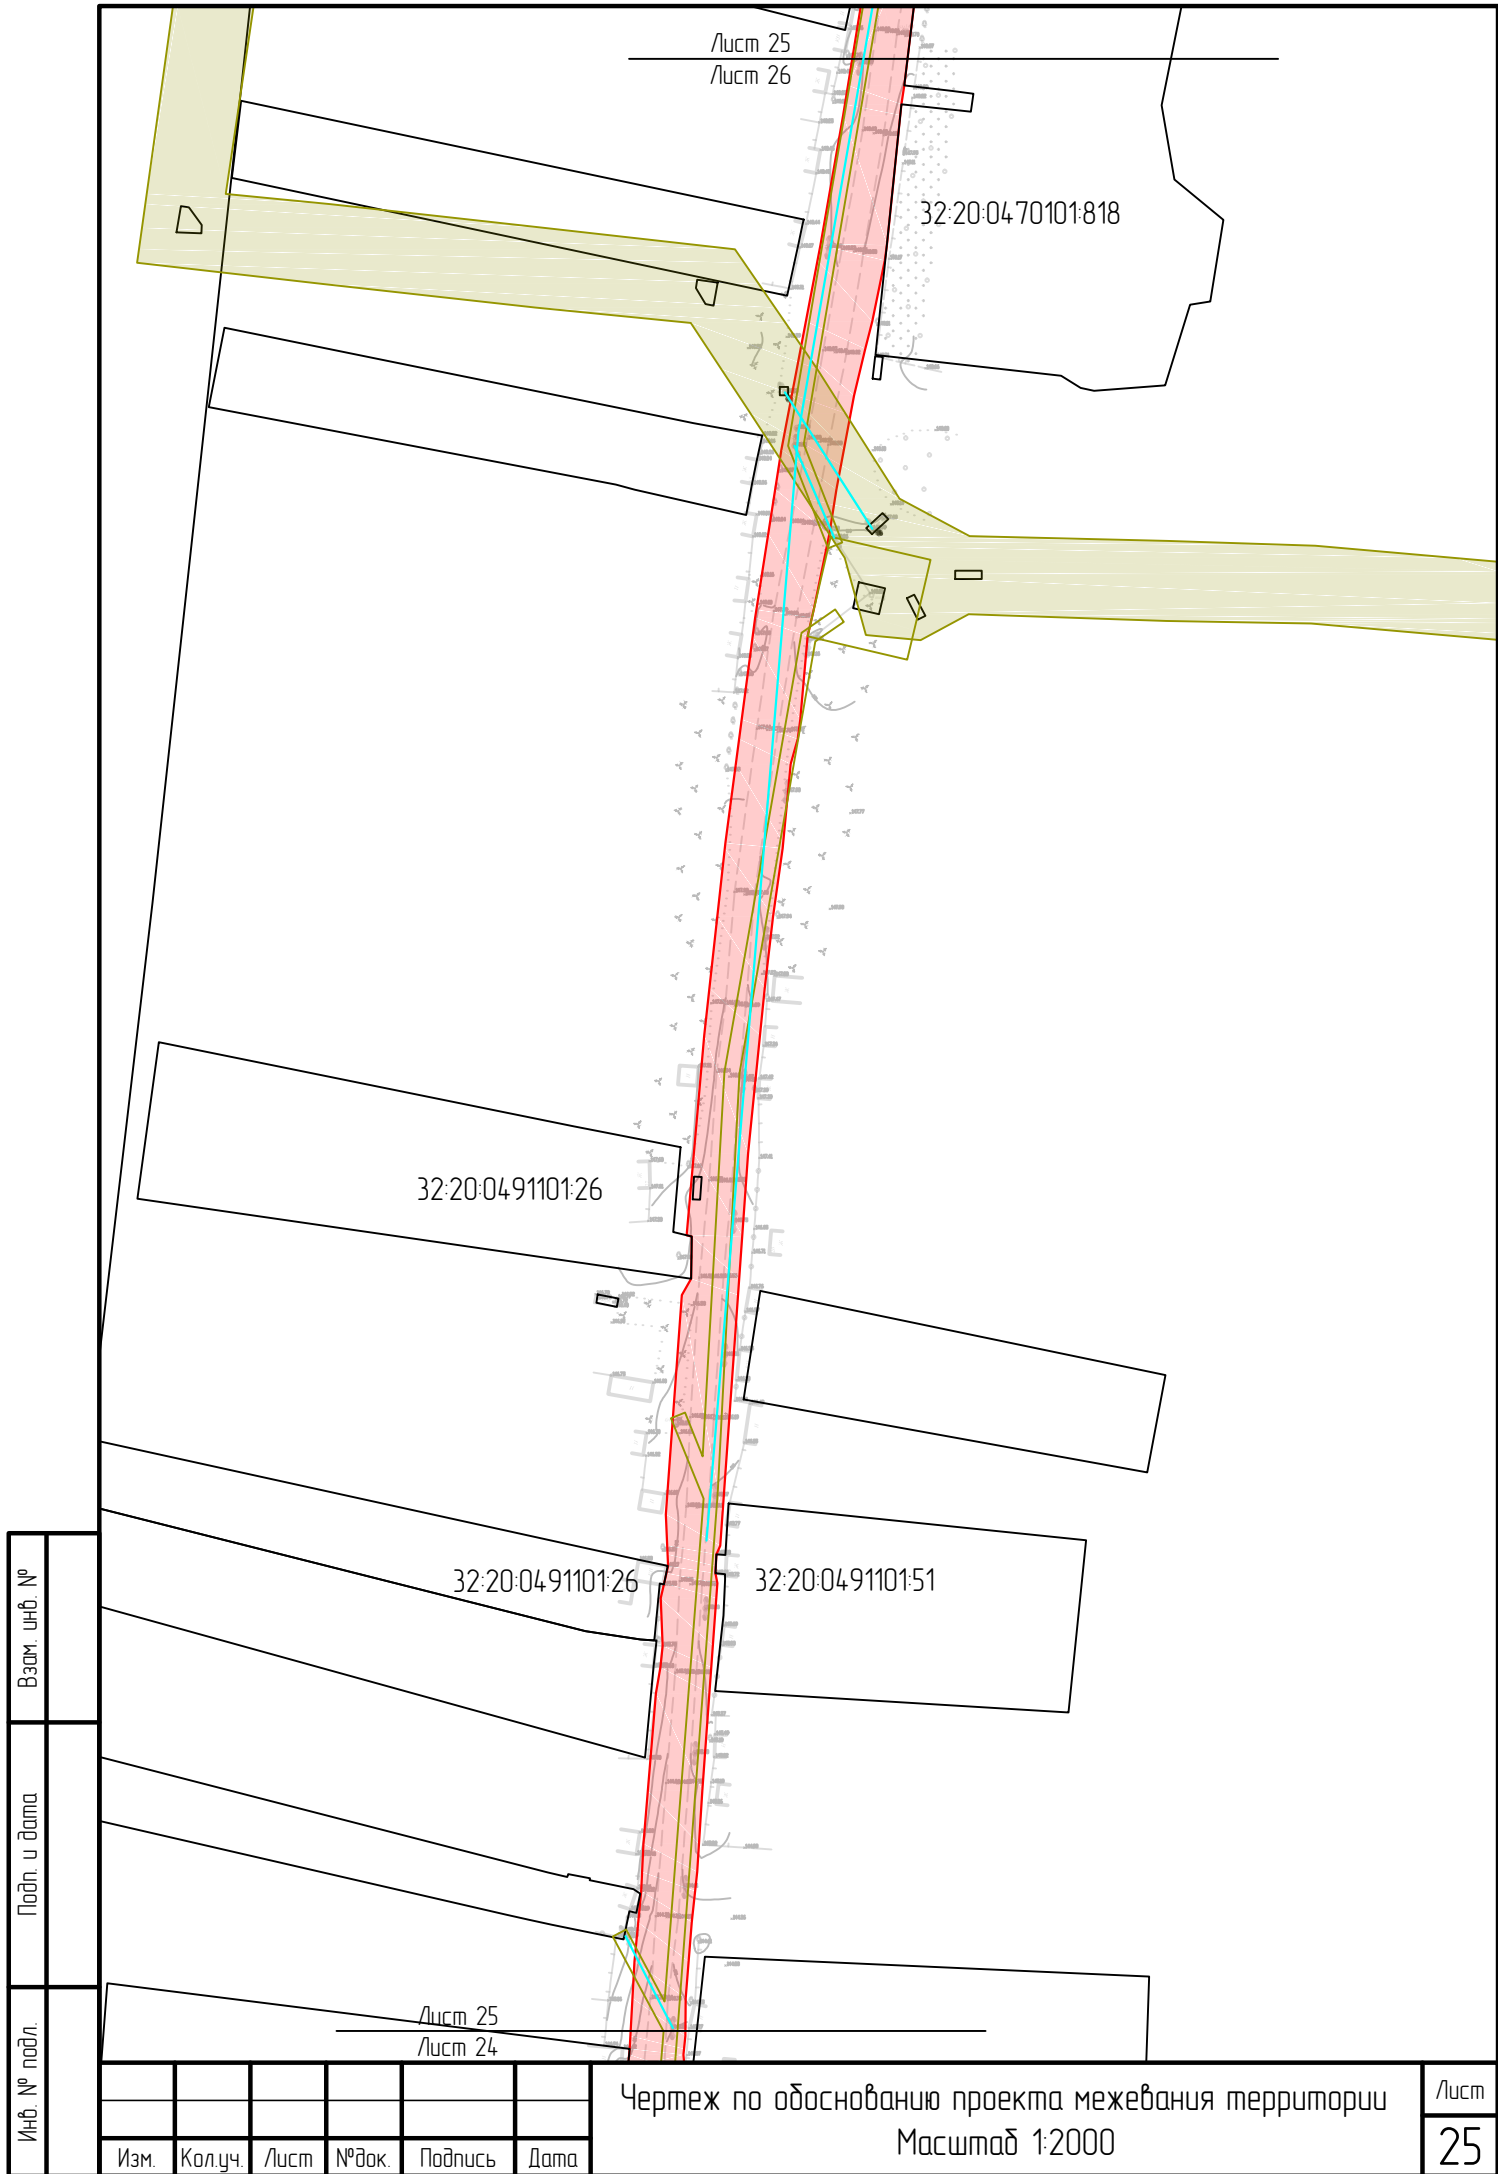 Лист 25
Лист 26
32:20:0470101:818
32:20:0491101:26
32:20:0491101:26
32:20:0491101:51
Лист 25
Лист 24
Взам. инв. №
Подп. и дата
Инв. № подл.
Изм. Кол.уч. Лист №док. Подпись Дата
Чертеж по обоснованию проекта межевания территории
Масштаб 1:2000
Лист
25